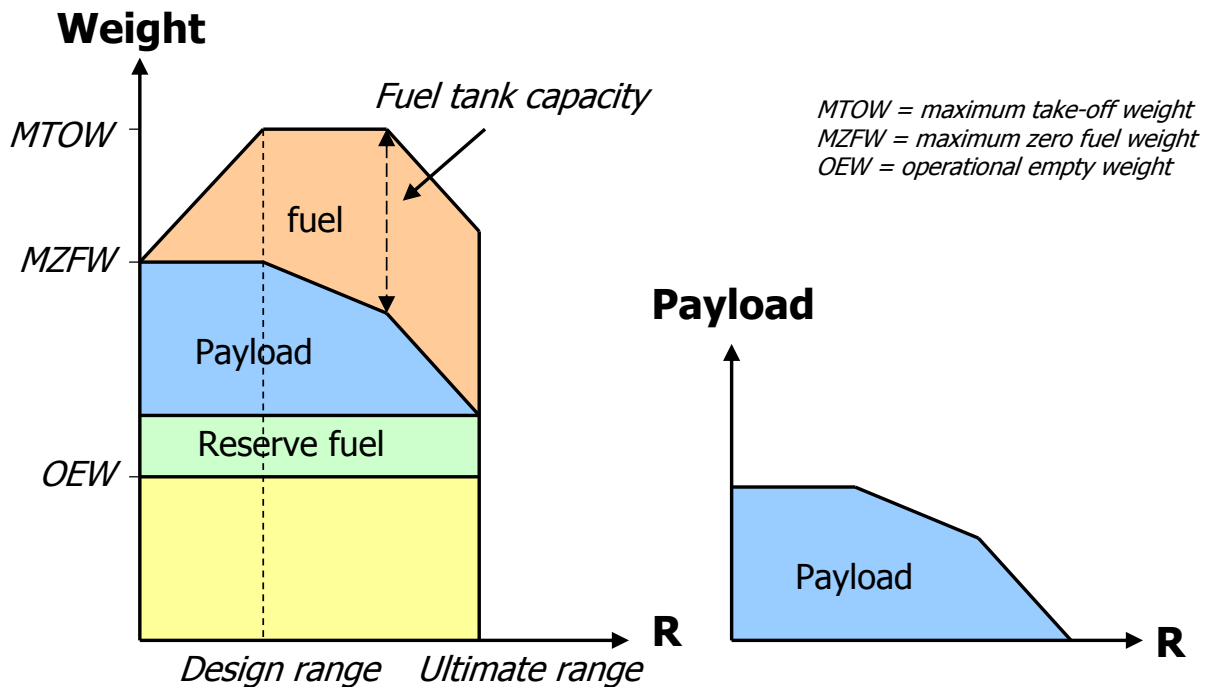 Weight
Fuel tank capacity
MTOW = maximum take-off weight
MZFW = maximum zero fuel weight
OEW = operational empty weight
MTOW
fuel
MZFW
Payload
Payload
Reserve fuel
OEW
Payload
R
R
Design range
Ultimate range